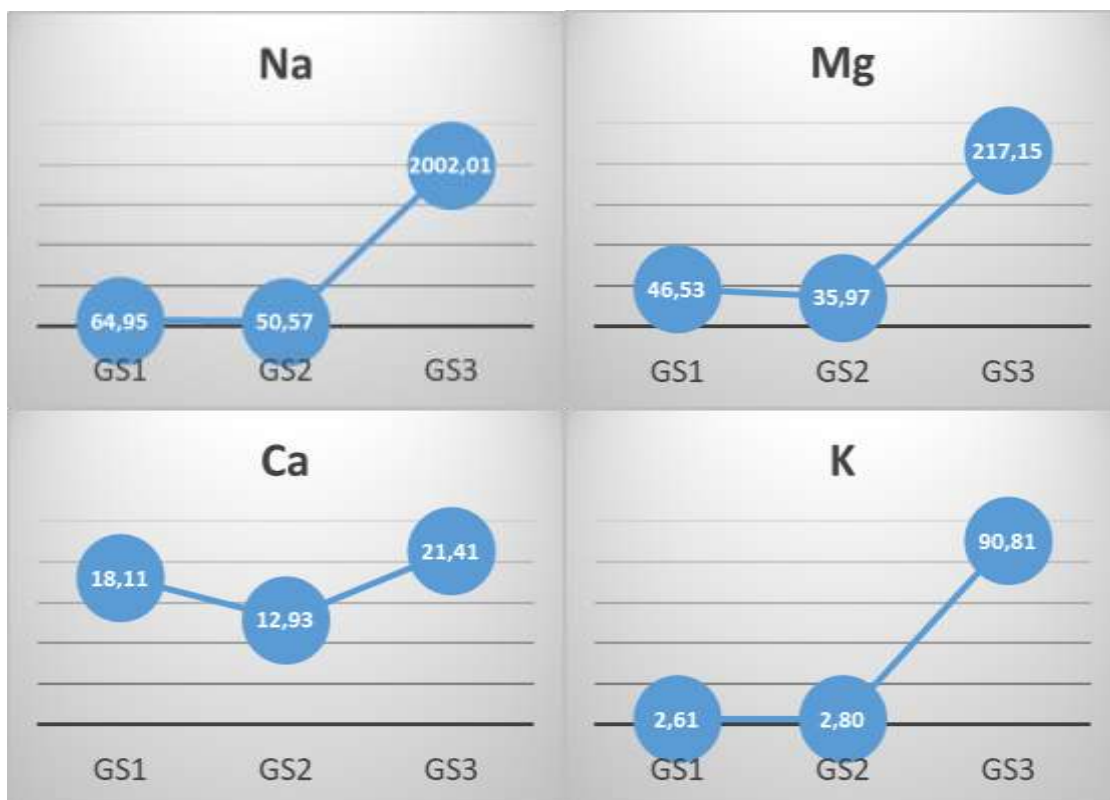 Na
2002,01
64,95
50,57
GS1 GS2 GS3
Mg
217,15
46,53
35,97
GS1 GS2 GS3
Ca
21,41
18,11
12,93
GS1 GS2 GS3
K
90,81
2,61
2,80
GS1 GS2 GS3